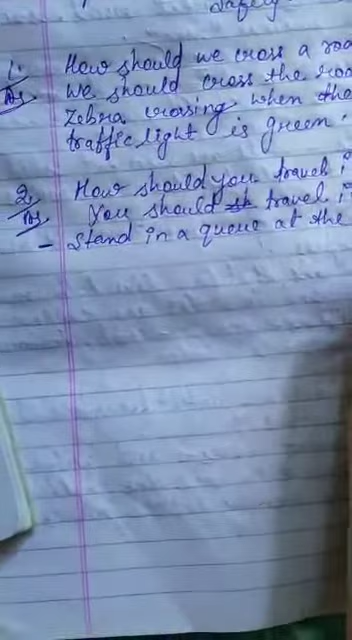 Safety
1. How should we cross a roa
Ans We should cross the roa
Zebra crossing when the
traffic light is green.
2. How should you travel i
Ans You should travel i
- Stand in a queue at the